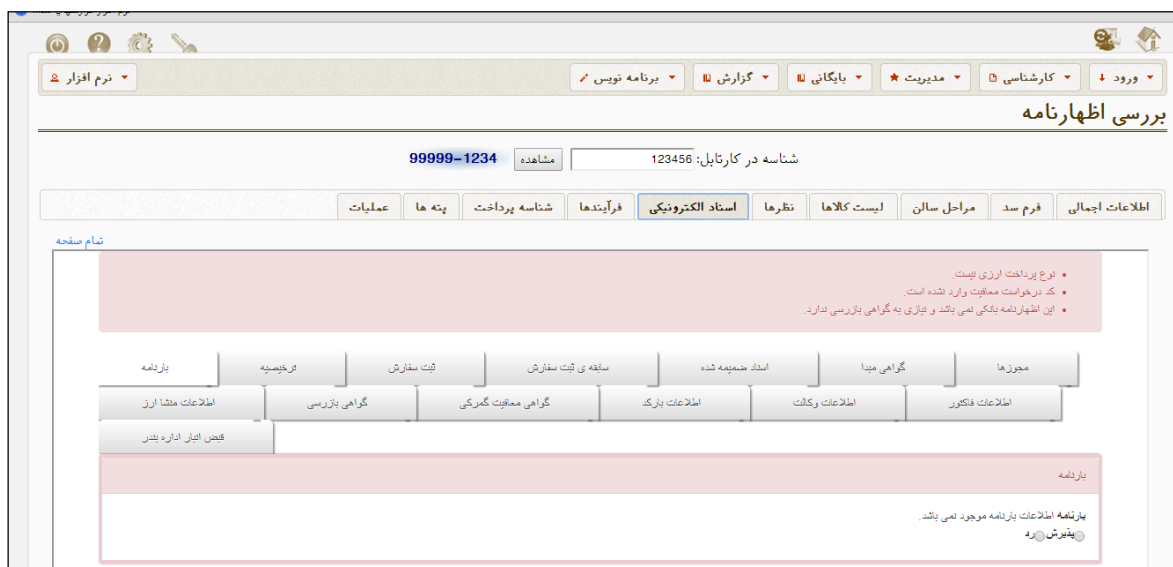 ورود کارشناسی مدیریت بایگانی گزارش برنامه نویس نرم افزار
بررسی اظهارنامه
شناسه در کارتابل: 123456 مشاهده 99999-1234
اطلاعات اجمالی فرم سد مراحل سالن لیست کالاها نظرها اسناد الکترونیکی فرآیندها شناسه پرداخت پته ها عملیات
تمام صفحه
نوع پرداخت ارزی نیست.
کد درخواست معافیت وارد نشده است.
این اظهارنامه بانکی نمی باشد و نیازی به گواهی بازرسی ندارد.
مجوزها گواهی مبدا اسناد ضمیمه شده سابقه ی ثبت سفارش ثبت سفارش ترخیصیه بارنامه
اطلاعات فاکتور اطلاعات وکالت اطلاعات بارکد گواهی معافیت گمرکی گواهی بازرسی اطلاعات منشا ارز
قبض انبار اداره بندر
بارنامه
بارنامه اطلاعات بارنامه موجود نمی باشد.
پذیرش رد